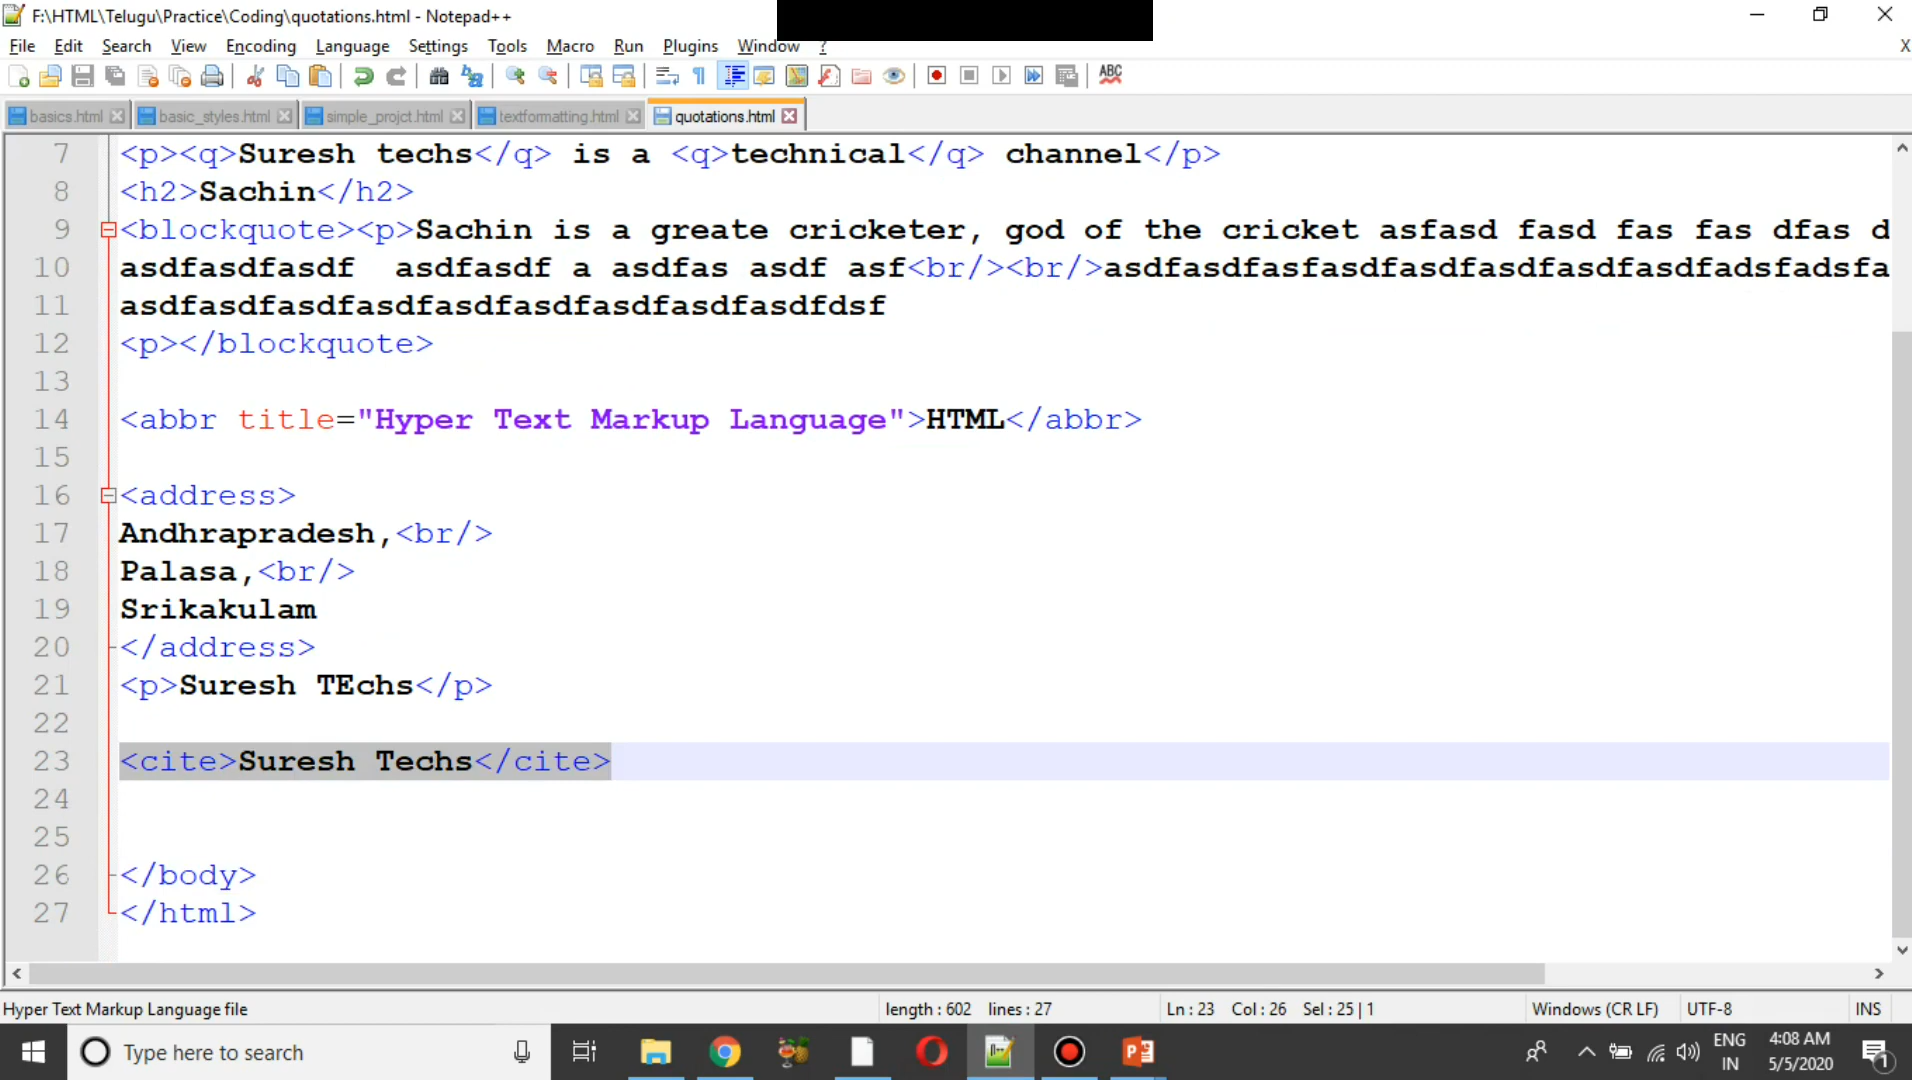 F:\HTML\Telugu\Practice\Coding\quotations.html - Notepad++
File Edit Search View Encoding Language Settings Tools Macro Run Plugins Window ? X
ABC
basics.html basic_styles.html simple_projct.html textformatting.html quotations.html
7 <p><q>Suresh techs</q> is a <q>technical</q> channel</p>
8 <h2>Sachin</h2>
9 <blockquote><p>Sachin is a greate cricketer, god of the cricket asfasd fasd fas fas dfas d
10 asdfasdfasdf  asdfasdf a asdfas asdf asf<br/><br/>asdfasdfasfasdfasdfasdfasdfasdfadsfadsfa
11 asdfasdfasdfasdfasdfasdfasdfasdfasdfdsf
12 <p></blockquote>
13
14 <abbr title="Hyper Text Markup Language">HTML</abbr>
15
16 <address>
17 Andhrapradesh,<br/>
18 Palasa,<br/>
19 Srikakulam
20 </address>
21 <p>Suresh TEchs</p>
22
23 <cite>Suresh Techs</cite>
24
25
26 </body>
27 </html>
Hyper Text Markup Language file length : 602 lines : 27 Ln : 23 Col : 26 Sel : 25 | 1 Windows (CR LF) UTF-8 INS
Type here to search ENG 4:08 AM
IN 5/5/2020 1